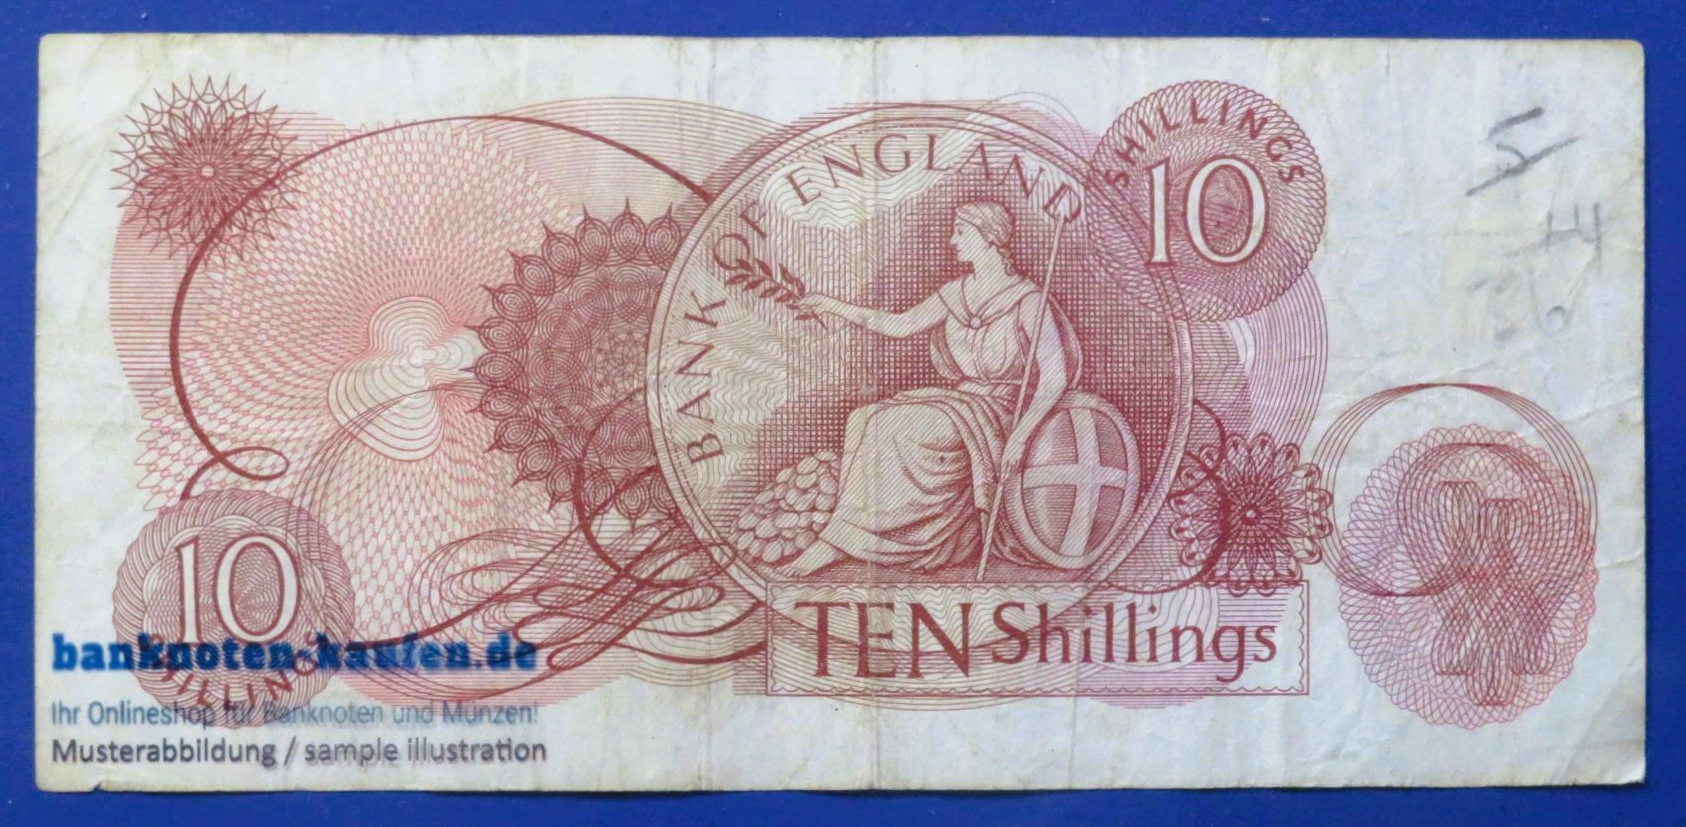 BANK OF ENGLAND
SHILLINGS
10
10
SHILLINGS
TEN Shillings
banknoten-kaufen.de
Ihr Onlineshop für Banknoten und Münzen!
Musterabbildung / sample illustration